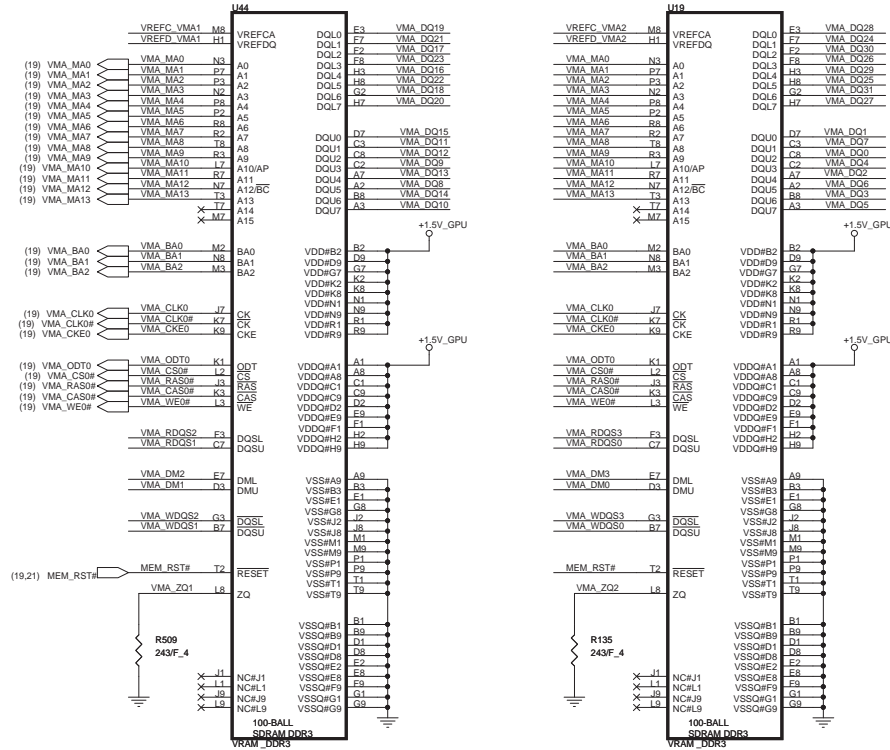 U44
VREFC_VMA1 M8 VREFCA
VREFD_VMA1 H1 VREFDQ
(19) VMA_MA0 VMA_MA0 N3 A0
(19) VMA_MA1 VMA_MA1 P7 A1
(19) VMA_MA2 VMA_MA2 P3 A2
(19) VMA_MA3 VMA_MA3 N2 A3
(19) VMA_MA4 VMA_MA4 P8 A4
(19) VMA_MA5 VMA_MA5 P2 A5
(19) VMA_MA6 VMA_MA6 R8 A6
(19) VMA_MA7 VMA_MA7 R2 A7
(19) VMA_MA8 VMA_MA8 T8 A8
(19) VMA_MA9 VMA_MA9 R3 A9
(19) VMA_MA10 VMA_MA10 L7 A10/AP
(19) VMA_MA11 VMA_MA11 R7 A11
(19) VMA_MA12 VMA_MA12 N7 A12/BC
(19) VMA_MA13 VMA_MA13 T3 A13
T7 A14
M7 A15
(19) VMA_BA0 VMA_BA0 M2 BA0
(19) VMA_BA1 VMA_BA1 N8 BA1
(19) VMA_BA2 VMA_BA2 M3 BA2
(19) VMA_CLK0 VMA_CLK0 J7 CK
(19) VMA_CLK0# VMA_CLK0# K7 CK
(19) VMA_CKE0 VMA_CKE0 K9 CKE
(19) VMA_ODT0 VMA_ODT0 K1 ODT
(19) VMA_CS0# VMA_CS0# L2 CS
(19) VMA_RAS0# VMA_RAS0# J3 RAS
(19) VMA_CAS0# VMA_CAS0# K3 CAS
(19) VMA_WE0# VMA_WE0# L3 WE
VMA_RDQS2 F3 DQSL
VMA_RDQS1 C7 DQSU
VMA_DM2 E7 DML
VMA_DM1 D3 DMU
VMA_WDQS2 G3 DQSL
VMA_WDQS1 B7 DQSU
(19,21) MEM_RST# MEM_RST# T2 RESET
VMA_ZQ1 L8 ZQ
R509
243/F_4
J1 NC#J1
L1 NC#L1
J9 NC#J9
L9 NC#L9
DQL0 E3 VMA_DQ19
DQL1 F7 VMA_DQ21
DQL2 F2 VMA_DQ17
DQL3 F8 VMA_DQ23
DQL4 H3 VMA_DQ16
DQL5 H8 VMA_DQ22
DQL6 G2 VMA_DQ18
DQL7 H7 VMA_DQ20
DQU0 D7 VMA_DQ15
DQU1 C3 VMA_DQ11
DQU2 C8 VMA_DQ12
DQU3 C2 VMA_DQ9
DQU4 A7 VMA_DQ13
DQU5 A2 VMA_DQ8
DQU6 B8 VMA_DQ14
DQU7 A3 VMA_DQ10
+1.5V_GPU
VDD#B2 B2
VDD#D9 D9
VDD#G7 G7
VDD#K2 K2
VDD#K8 K8
VDD#N1 N1
VDD#N9 N9
VDD#R1 R1
VDD#R9 R9
+1.5V_GPU
VDDQ#A1 A1
VDDQ#A8 A8
VDDQ#C1 C1
VDDQ#C9 C9
VDDQ#D2 D2
VDDQ#E9 E9
VDDQ#F1 F1
VDDQ#H2 H2
VDDQ#H9 H9
VSS#A9 A9
VSS#B3 B3
VSS#E1 E1
VSS#G8 G8
VSS#J2 J2
VSS#J8 J8
VSS#M1 M1
VSS#M9 M9
VSS#P1 P1
VSS#P9 P9
VSS#T1 T1
VSS#T9 T9
VSSQ#B1 B1
VSSQ#B9 B9
VSSQ#D1 D1
VSSQ#D8 D8
VSSQ#E2 E2
VSSQ#E8 E8
VSSQ#F9 F9
VSSQ#G1 G1
VSSQ#G9 G9
100-BALL
SDRAM DDR3
VRAM _DDR3
U19
VREFC_VMA2 M8 VREFCA
VREFD_VMA2 H1 VREFDQ
VMA_MA0 N3 A0
VMA_MA1 P7 A1
VMA_MA2 P3 A2
VMA_MA3 N2 A3
VMA_MA4 P8 A4
VMA_MA5 P2 A5
VMA_MA6 R8 A6
VMA_MA7 R2 A7
VMA_MA8 T8 A8
VMA_MA9 R3 A9
VMA_MA10 L7 A10/AP
VMA_MA11 R7 A11
VMA_MA12 N7 A12/BC
VMA_MA13 T3 A13
T7 A14
M7 A15
VMA_BA0 M2 BA0
VMA_BA1 N8 BA1
VMA_BA2 M3 BA2
VMA_CLK0 J7 CK
VMA_CLK0# K7 CK
VMA_CKE0 K9 CKE
VMA_ODT0 K1 ODT
VMA_CS0# L2 CS
VMA_RAS0# J3 RAS
VMA_CAS0# K3 CAS
VMA_WE0# L3 WE
VMA_RDQS3 F3 DQSL
VMA_RDQS0 C7 DQSU
VMA_DM3 E7 DML
VMA_DM0 D3 DMU
VMA_WDQS3 G3 DQSL
VMA_WDQS0 B7 DQSU
MEM_RST# T2 RESET
VMA_ZQ2 L8 ZQ
R135
243/F_4
J1 NC#J1
L1 NC#L1
J9 NC#J9
L9 NC#L9
DQL0 E3 VMA_DQ28
DQL1 F7 VMA_DQ24
DQL2 F2 VMA_DQ30
DQL3 F8 VMA_DQ26
DQL4 H3 VMA_DQ29
DQL5 H8 VMA_DQ25
DQL6 G2 VMA_DQ31
DQL7 H7 VMA_DQ27
DQU0 D7 VMA_DQ1
DQU1 C3 VMA_DQ7
DQU2 C8 VMA_DQ0
DQU3 C2 VMA_DQ4
DQU4 A7 VMA_DQ2
DQU5 A2 VMA_DQ6
DQU6 B8 VMA_DQ3
DQU7 A3 VMA_DQ5
+1.5V_GPU
VDD#B2 B2
VDD#D9 D9
VDD#G7 G7
VDD#K2 K2
VDD#K8 K8
VDD#N1 N1
VDD#N9 N9
VDD#R1 R1
VDD#R9 R9
+1.5V_GPU
VDDQ#A1 A1
VDDQ#A8 A8
VDDQ#C1 C1
VDDQ#C9 C9
VDDQ#D2 D2
VDDQ#E9 E9
VDDQ#F1 F1
VDDQ#H2 H2
VDDQ#H9 H9
VSS#A9 A9
VSS#B3 B3
VSS#E1 E1
VSS#G8 G8
VSS#J2 J2
VSS#J8 J8
VSS#M1 M1
VSS#M9 M9
VSS#P1 P1
VSS#P9 P9
VSS#T1 T1
VSS#T9 T9
VSSQ#B1 B1
VSSQ#B9 B9
VSSQ#D1 D1
VSSQ#D8 D8
VSSQ#E2 E2
VSSQ#E8 E8
VSSQ#F9 F9
VSSQ#G1 G1
VSSQ#G9 G9
100-BALL
SDRAM DDR3
VRAM _DDR3